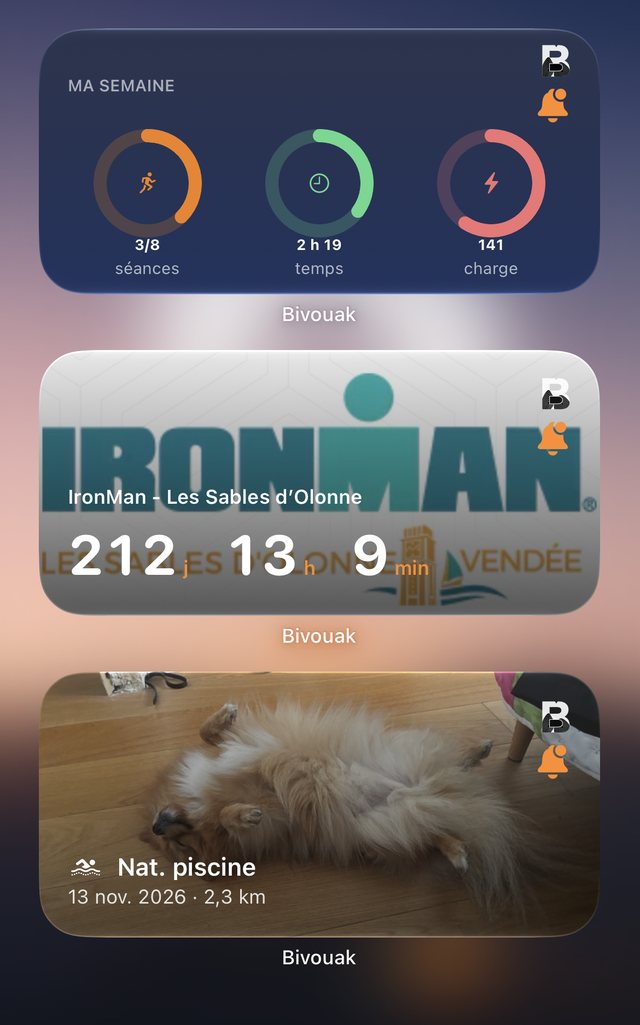 MA SEMAINE
3/8
séances
2 h 19
temps
141
charge
Bivouak
IRONMAN®
IronMan - Les Sables d’Olonne
212 j 13 h 9 min
LES SABLES D'OLONNE VENDÉE
Bivouak
Nat. piscine
13 nov. 2026 · 2,3 km
Bivouak